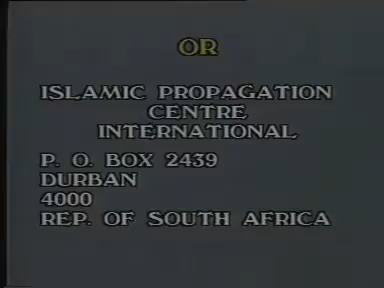 OR
ISLAMIC PROPAGATION
CENTRE
INTERNATIONAL
P. O. BOX 2439
DURBAN
4000
REP. OF SOUTH AFRICA